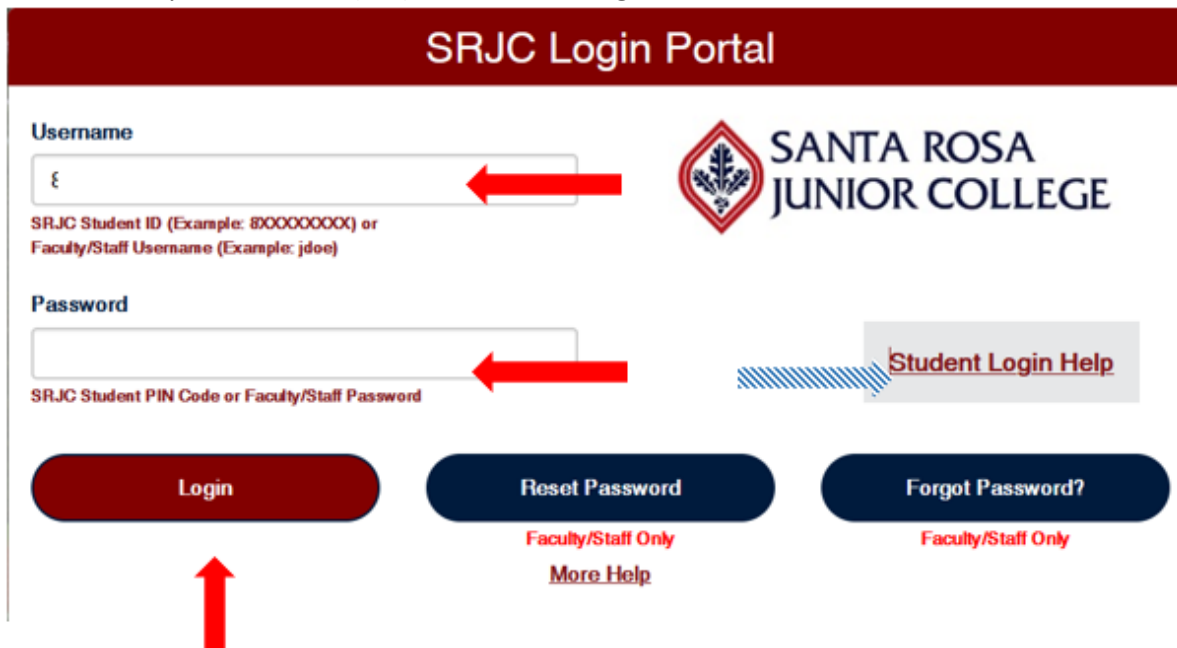 SRJC Login Portal
Username
SANTA ROSA
JUNIOR COLLEGE
SRJC Student ID (Example: 8XXXXXXXX) or
Faculty/Staff Username (Example: jdoe)
Password
Student Login Help
SRJC Student PIN Code or Faculty/Staff Password
Login
Reset Password
Forgot Password?
Faculty/Staff Only
Faculty/Staff Only
More Help